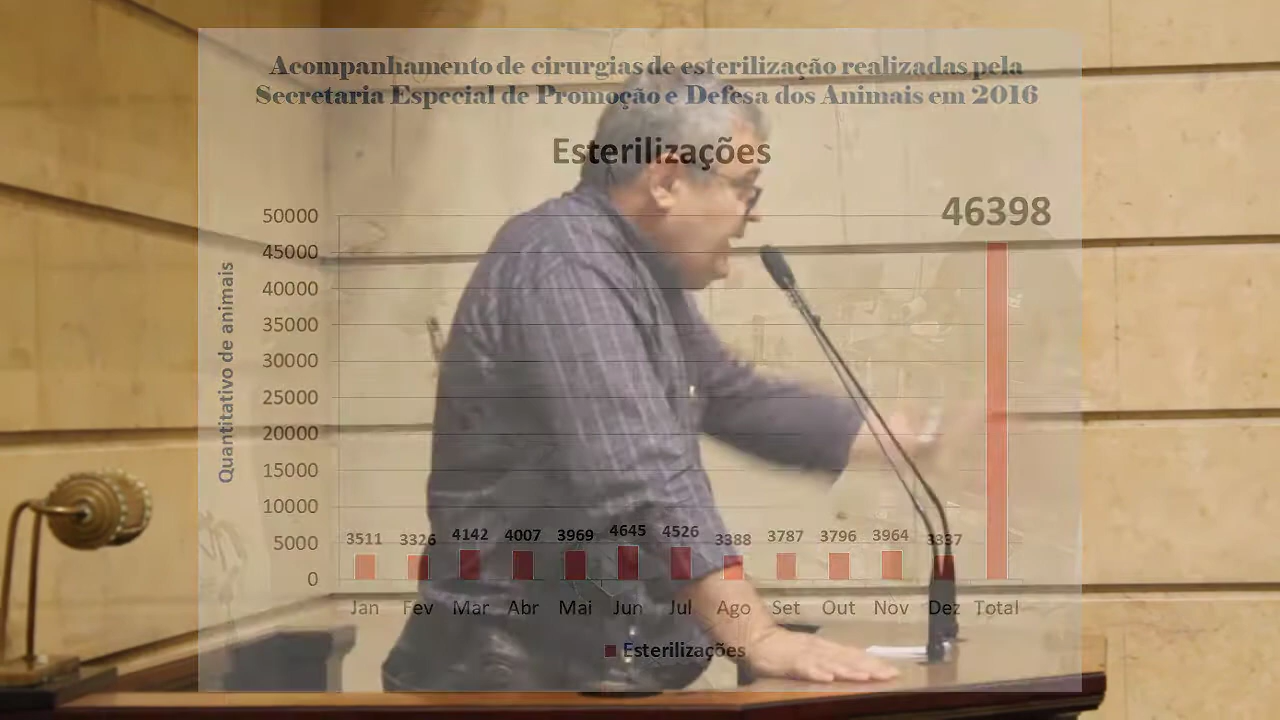 Acompanhamento de cirurgias de esterilização realizadas pela
Secretaria Especial de Promoção e Defesa dos Animais em 2016
Esterilizações
46398
Quantitativo de animais
50000
45000
40000
35000
30000
25000
20000
15000
10000
5000
0
3511 3326 4142 4007 3969 4645 4526 3388 3787 3796 3964 3337
Jan Fev Mar Abr Mai Jun Jul Ago Set Out Nov Dez Total
Esterilizações